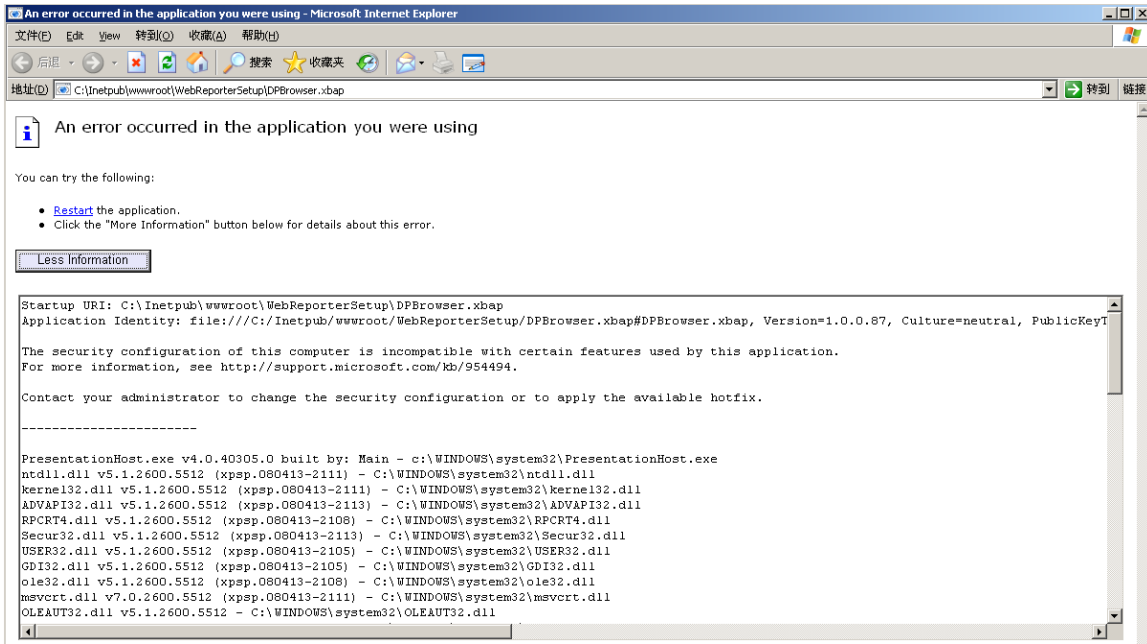 An error occurred in the application you were using - Microsoft Internet Explorer
文件(F) Edit View 转到(O) 收藏(A) 帮助(H)
后退 搜索 收藏夹
地址(D) C:\Inetpub\wwwroot\WebReporterSetup\DPBrowser.xbap 转到 链接
An error occurred in the application you were using
You can try the following:
Restart the application.
Click the "More Information" button below for details about this error.
Less Information
Startup URI: C:\Inetpub\wwwroot\WebReporterSetup\DPBrowser.xbap
Application Identity: file:///C:/Inetpub/wwwroot/WebReporterSetup/DPBrowser.xbap#DPBrowser.xbap, Version=1.0.0.87, Culture=neutral, PublicKeyT
The security configuration of this computer is incompatible with certain features used by this application.
For more information, see http://support.microsoft.com/kb/954494.
Contact your administrator to change the security configuration or to apply the available hotfix.
-----------------------
PresentationHost.exe v4.0.40305.0 built by: Main - c:\WINDOWS\system32\PresentationHost.exe
ntdll.dll v5.1.2600.5512 (xpsp.080413-2111) - C:\WINDOWS\system32\ntdll.dll
kernel32.dll v5.1.2600.5512 (xpsp.080413-2111) - C:\WINDOWS\system32\kernel32.dll
ADVAPI32.dll v5.1.2600.5512 (xpsp.080413-2113) - C:\WINDOWS\system32\ADVAPI32.dll
RPCRT4.dll v5.1.2600.5512 (xpsp.080413-2108) - C:\WINDOWS\system32\RPCRT4.dll
Secur32.dll v5.1.2600.5512 (xpsp.080413-2113) - C:\WINDOWS\system32\Secur32.dll
USER32.dll v5.1.2600.5512 (xpsp.080413-2105) - C:\WINDOWS\system32\USER32.dll
GDI32.dll v5.1.2600.5512 (xpsp.080413-2105) - C:\WINDOWS\system32\GDI32.dll
ole32.dll v5.1.2600.5512 (xpsp.080413-2108) - C:\WINDOWS\system32\ole32.dll
msvcrt.dll v7.0.2600.5512 (xpsp.080413-2111) - C:\WINDOWS\system32\msvcrt.dll
OLEAUT32.dll v5.1.2600.5512 - C:\WINDOWS\system32\OLEAUT32.dll